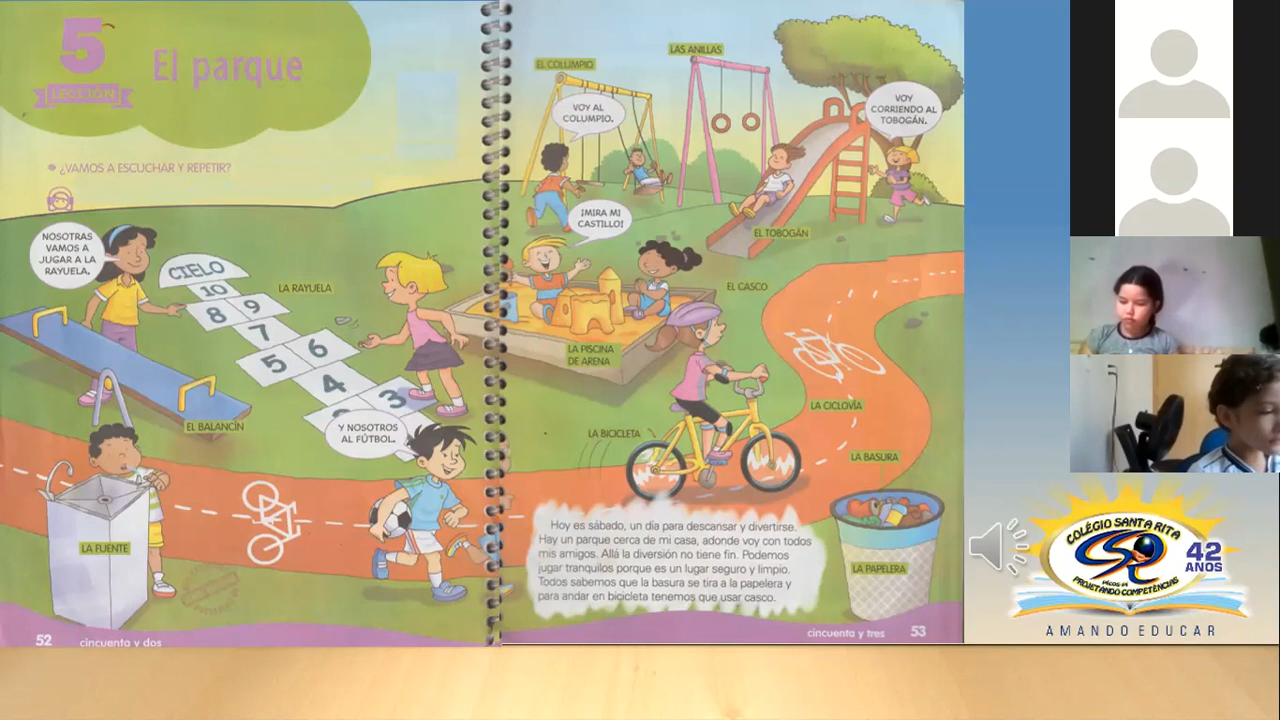 5
LECCIÓN
El parque
¿VAMOS A ESCUCHAR Y REPETIR?
NOSOTRAS
VAMOS A
JUGAR A LA
RAYUELA.
CIELO
10
9
8
7
6
5
4
3
LA RAYUELA
EL BALANCÍN
Y NOSOTROS
AL FÚTBOL.
LA FUENTE
52
cincuenta y dos
EL COLUMPIO
LAS ANILLAS
VOY AL
COLUMPIO.
VOY
CORRIENDO AL
TOBOGÁN.
¡MIRA MI
CASTILLO!
EL TOBOGÁN
EL CASCO
LA PISCINA
DE ARENA
LA CICLOVÍA
LA BICICLETA
LA BASURA
LA PAPELERA
Hoy es sábado, un día para descansar y divertirse.
Hay un parque cerca de mi casa, adonde voy con todos
mis amigos. Allá la diversión no tiene fin. Podemos
jugar tranquilos porque es un lugar seguro y limpio.
Todos sabemos que la basura se tira a la papelera y
para andar en bicicleta tenemos que usar casco.
cincuenta y tres
53
COLÉGIO SANTA RITA
42
ANOS
PICOS-PI
PROJETANDO COMPETÊNCIAS
AMANDO EDUCAR